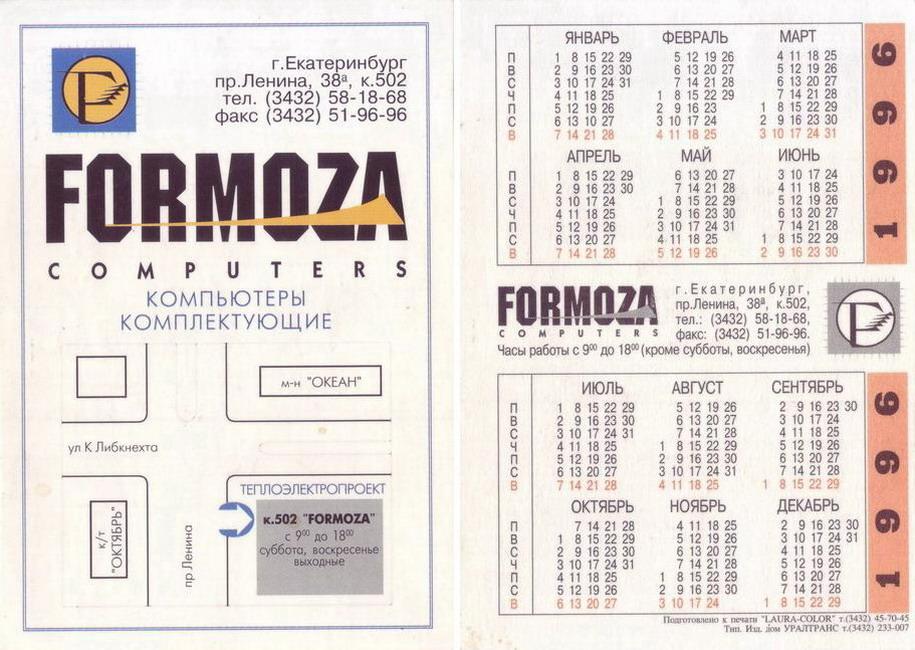 г.Екатеринбург
пр.Ленина, 38ª, к.502
тел. (3432) 58-18-68
факс (3432) 51-96-96
FORMOZA
COMPUTERS
КОМПЬЮТЕРЫ
КОМПЛЕКТУЮЩИЕ
м-н "ОКЕАН"
ул К.Либкнехта
ТЕПЛОЭЛЕКТРОПРОЕКТ
к/т "ОКТЯБРЬ"
пр Ленина
к.502 "FORMOZA"
с 9⁰⁰ до 18⁰⁰
суббота, воскресенье
выходные
1996
ЯНВАРЬ ФЕВРАЛЬ МАРТ
П 1 8 15 22 29 5 12 19 26 4 11 18 25
В 2 9 16 23 30 6 13 20 27 5 12 19 26
С 3 10 17 24 31 7 14 21 28 6 13 20 27
Ч 4 11 18 25 1 8 15 22 29 7 14 21 28
П 5 12 19 26 2 9 16 23 1 8 15 22 29
С 6 13 10 27 3 10 17 24 2 9 16 23 30
В 7 14 21 28 4 11 18 25 3 10 17 24 31
АПРЕЛЬ МАЙ ИЮНЬ
П 1 8 15 22 29 6 13 20 27 3 10 17 24
В 2 9 16 23 30 7 14 21 28 4 11 18 25
С 3 10 17 24 1 8 15 22 29 5 12 19 26
Ч 4 11 18 25 2 9 16 23 30 6 13 20 27
П 5 12 19 26 3 10 17 24 31 7 14 21 28
С 6 13 20 27 4 11 18 25 1 8 15 22 29
В 7 14 21 28 5 12 19 26 2 9 16 23 30
FORMOZA
COMPUTERS
г.Екатеринбург,
пр.Ленина, 38ª, к.502,
тел.: (3432) 58-18-68,
факс: (3432) 51-96-96.
Часы работы с 9⁰⁰ до 18⁰⁰ (кроме субботы, воскресенья)
1996
ИЮЛЬ АВГУСТ СЕНТЯБРЬ
П 1 8 15 22 29 5 12 19 26 2 9 16 23 30
В 2 9 16 23 30 6 13 20 27 3 10 17 24
С 3 10 17 24 31 7 14 21 28 4 11 18 25
Ч 4 11 18 25 1 8 15 22 29 5 12 19 26
П 5 12 19 26 2 9 16 23 30 6 13 20 27
С 6 13 20 27 3 10 17 24 31 7 14 21 28
В 7 14 21 28 4 11 18 25 1 8 15 22 29
ОКТЯБРЬ НОЯБРЬ ДЕКАБРЬ
П 7 14 21 28 4 11 18 25 2 9 16 23 30
В 1 8 15 22 29 5 12 19 26 3 10 17 24 31
С 2 9 16 23 30 6 13 20 27 4 11 18 25
Ч 3 10 17 24 31 7 14 21 28 5 12 19 26
П 4 11 18 25 1 8 15 22 29 6 13 20 27
С 5 12 19 26 2 9 16 23 30 7 14 21 28
В 6 13 20 27 3 10 17 24 1 8 15 22 29
Подготовлено к печати "LAURA-COLOR" т.(3432) 45-70-45
Тип. Изд. дом УРАЛТРАНС т.(3432) 233-007